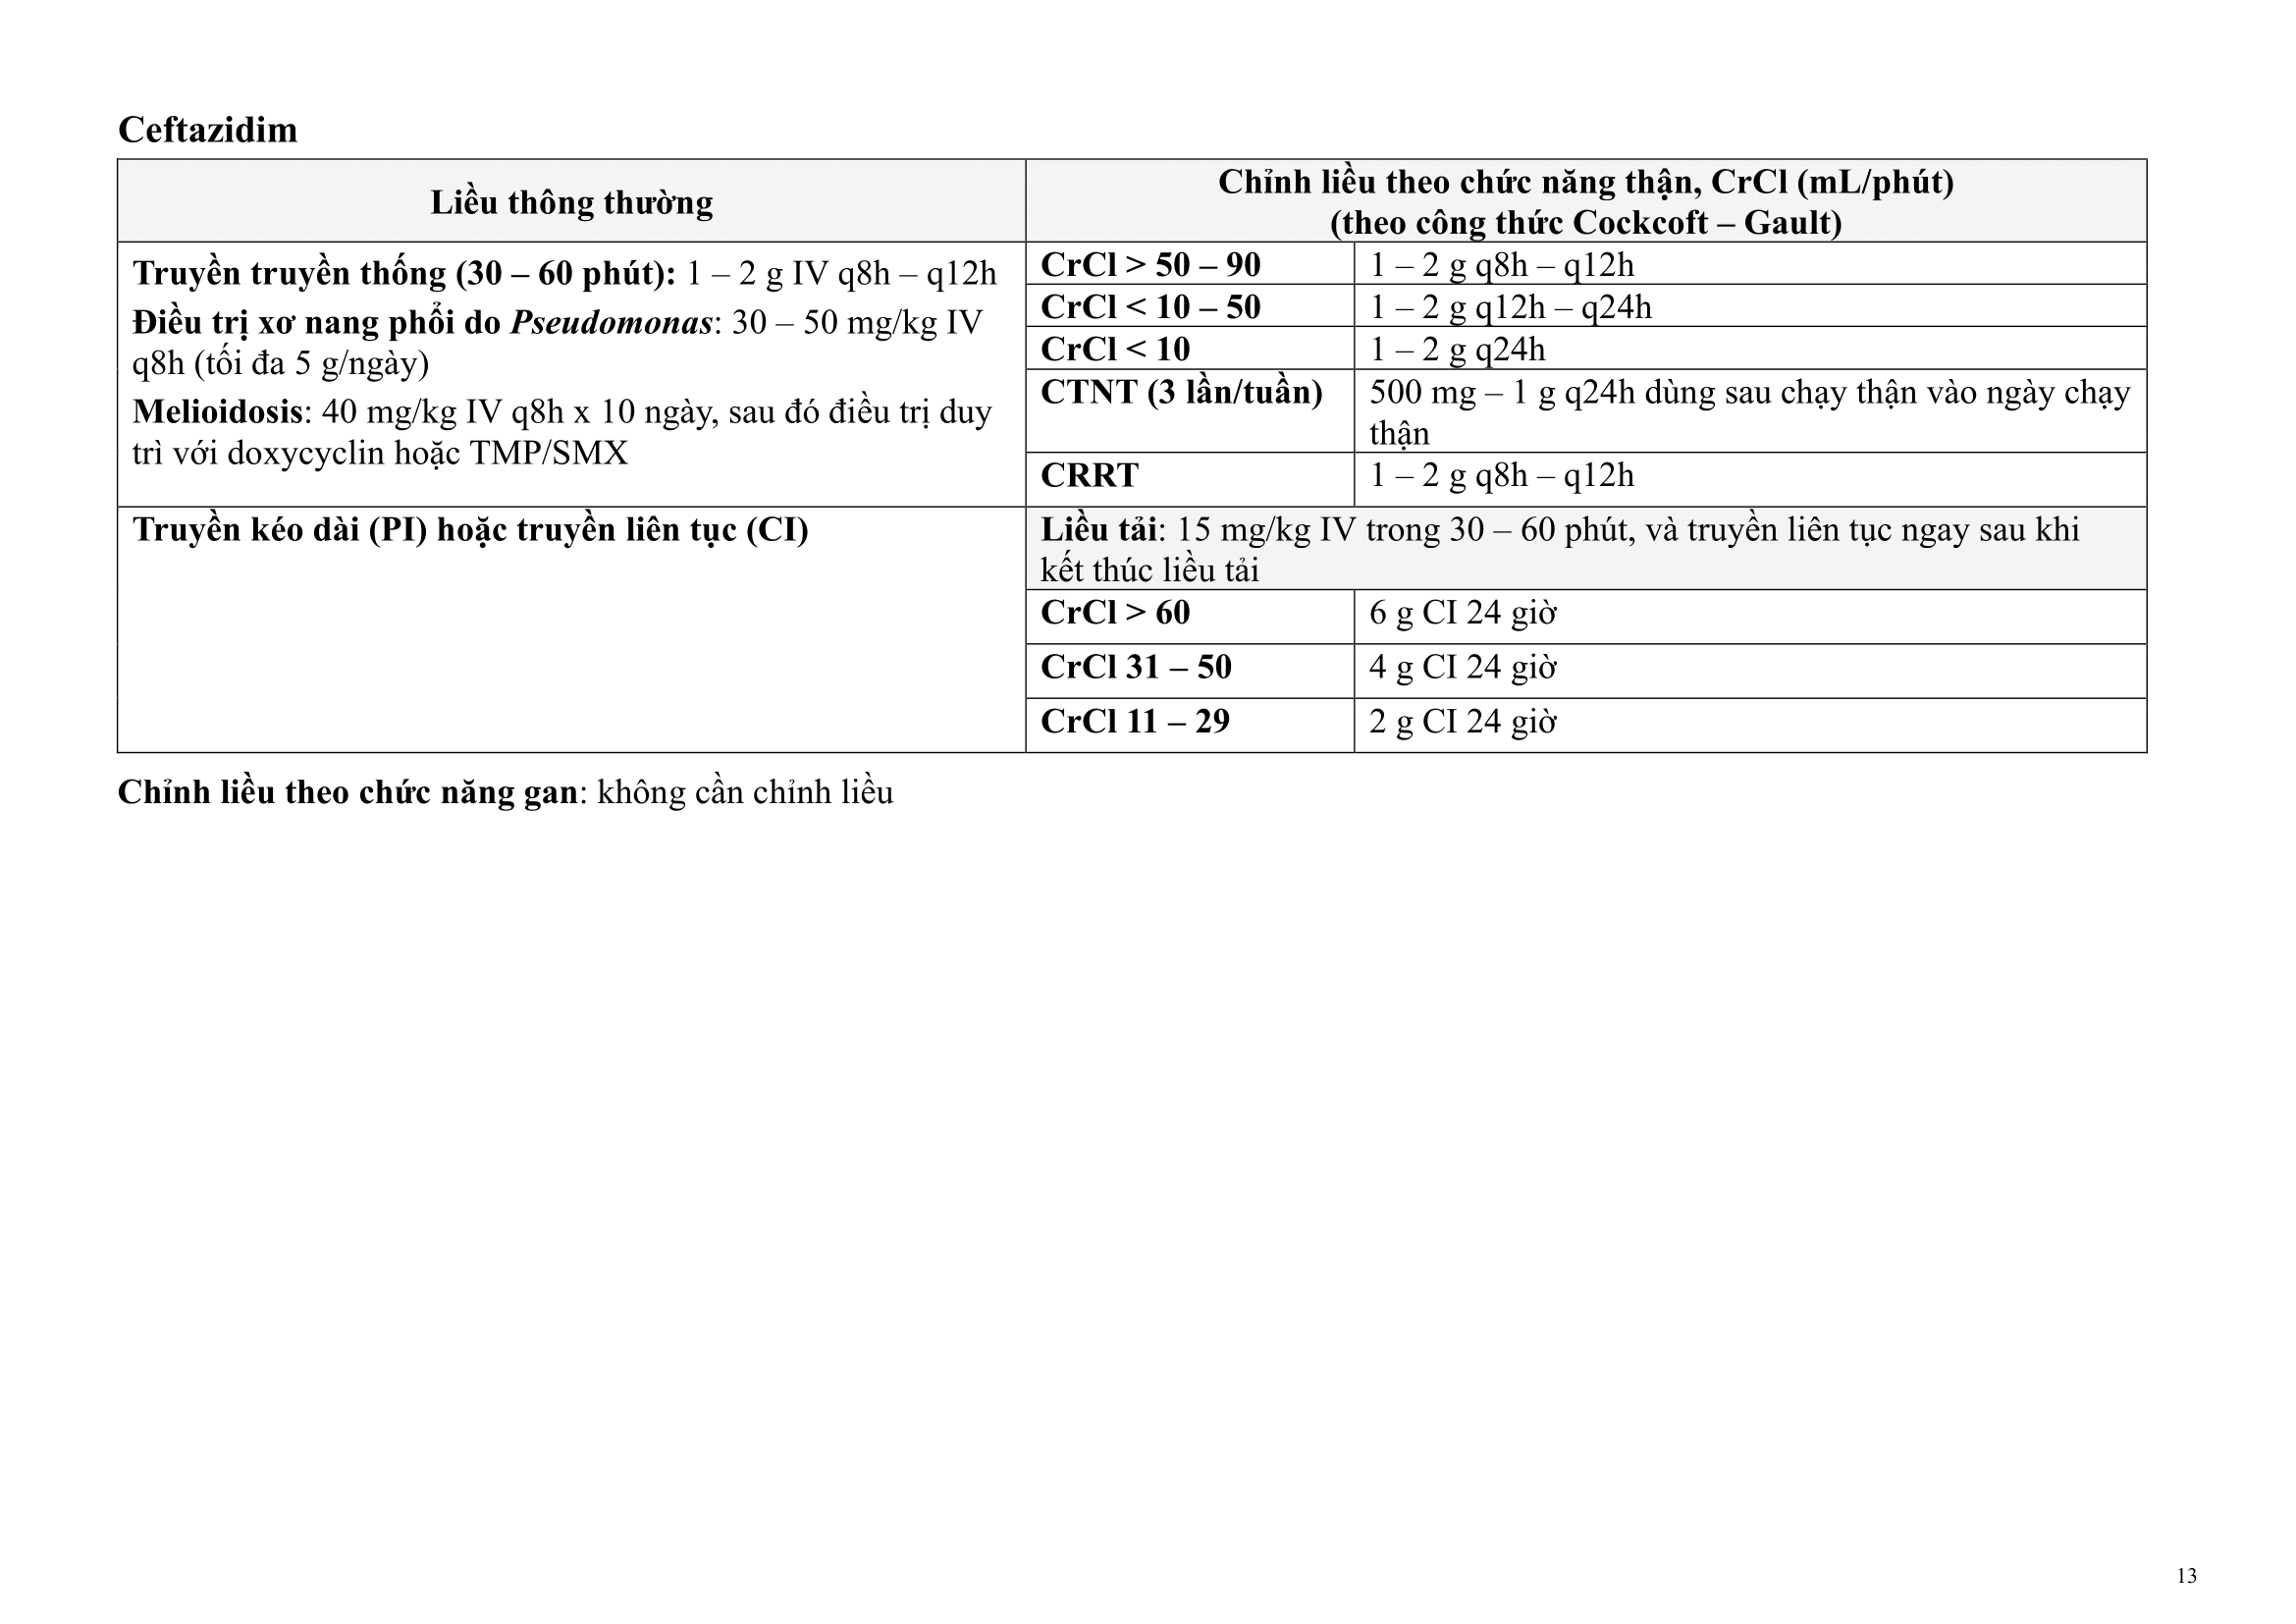 Ceftazidim
Liều thông thường
Chỉnh liều theo chức năng thận, CrCl (mL/phút)
(theo công thức Cockcoft – Gault)
Truyền truyền thống (30 – 60 phút): 1 – 2 g IV q8h – q12h
Điều trị xơ nang phổi do Pseudomonas: 30 – 50 mg/kg IV
q8h (tối đa 5 g/ngày)
Melioidosis: 40 mg/kg IV q8h x 10 ngày, sau đó điều trị duy
trì với doxycyclin hoặc TMP/SMX
CrCl > 50 – 90
1 – 2 g q8h – q12h
CrCl < 10 – 50
1 – 2 g q12h – q24h
CrCl < 10
1 – 2 g q24h
CTNT (3 lần/tuần)
500 mg – 1 g q24h dùng sau chạy thận vào ngày chạy
thận
CRRT
1 – 2 g q8h – q12h
Truyền kéo dài (PI) hoặc truyền liên tục (CI)
Liều tải: 15 mg/kg IV trong 30 – 60 phút, và truyền liên tục ngay sau khi
kết thúc liều tải
CrCl > 60
6 g CI 24 giờ
CrCl 31 – 50
4 g CI 24 giờ
CrCl 11 – 29
2 g CI 24 giờ
Chỉnh liều theo chức năng gan: không cần chỉnh liều
13